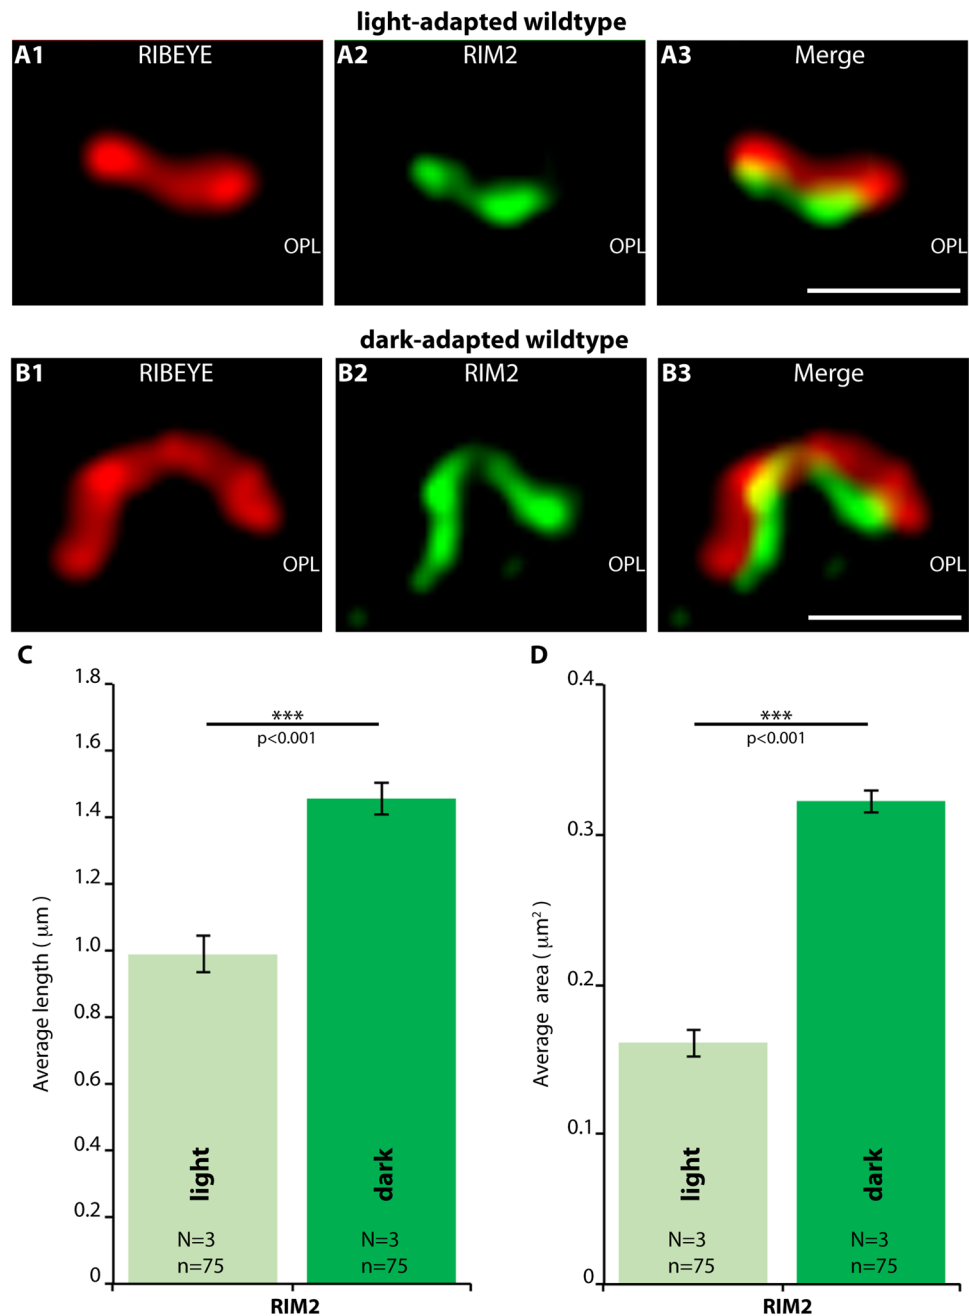 light-adapted wildtype
A1 RIBEYE
OPL
A2 RIM2
OPL
A3 Merge
OPL
dark-adapted wildtype
B1 RIBEYE
OPL
B2 RIM2
OPL
B3 Merge
OPL
C
Average length ( μm )
1.8
1.6
1.4
1.2
1.0
0.8
0.6
0.4
0.2
0
***
p<0.001
light
N=3
n=75
dark
N=3
n=75
RIM2
D
Average area ( μm² )
0.4
0.3
0.2
0.1
0
***
p<0.001
light
N=3
n=75
dark
N=3
n=75
RIM2